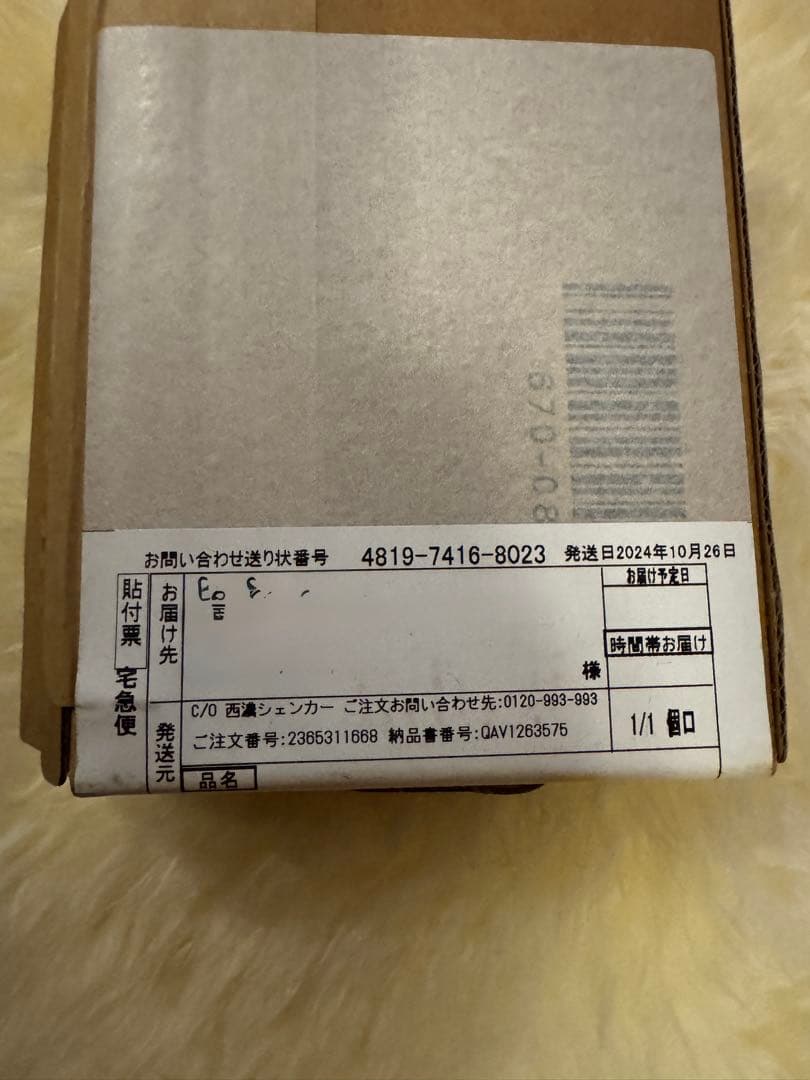 670-08
お問い合わせ送り状番号 4819-7416-8023 発送日2024年10月26日
貼付票 宅急便
お届け先
様
お届け予定日
時間帯お届け
発送元
C/O 西濃シェンカー ご注文お問い合わせ先:0120-993-993
ご注文番号:2365311668 納品書番号:QAV1263575
1/1 個口
品名